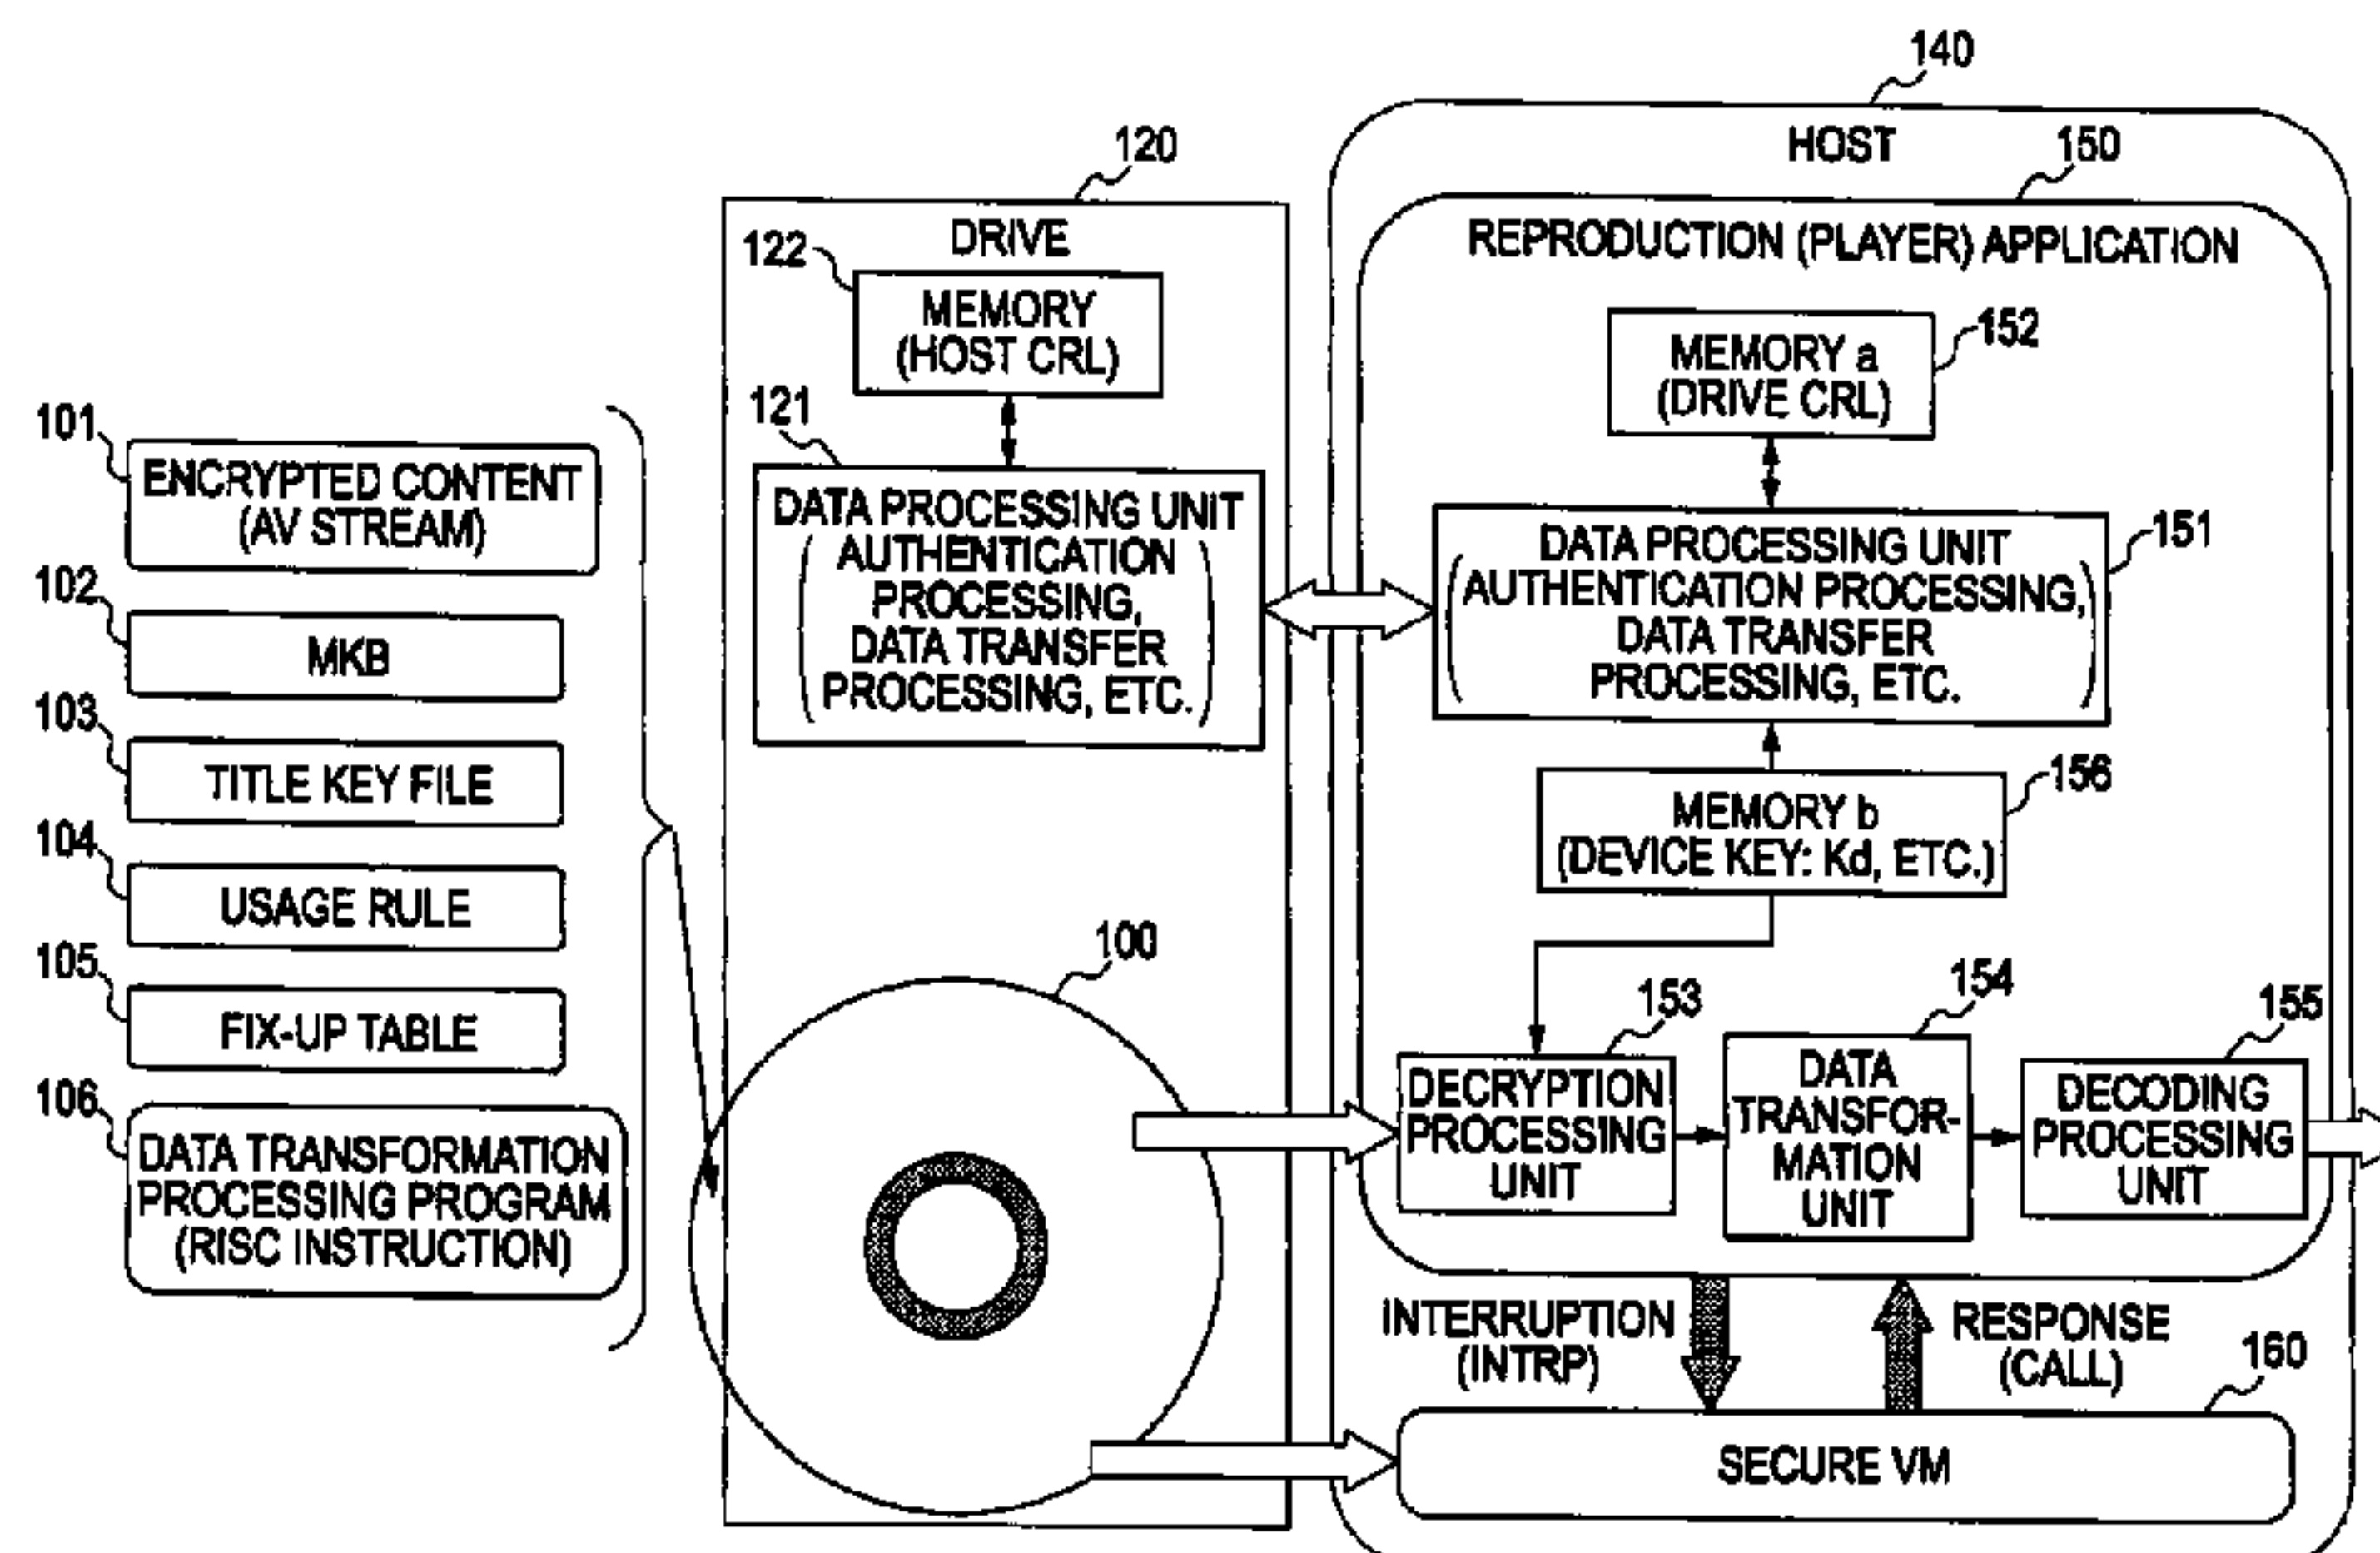 101
ENCRYPTED CONTENT
(AV STREAM)
102
MKB
103
TITLE KEY FILE
104
USAGE RULE
105
FIX-UP TABLE
106
DATA TRANSFORMATION
PROCESSING PROGRAM
(RISC INSTRUCTION)
120
DRIVE
122
MEMORY
(HOST CRL)
121
DATA PROCESSING UNIT
AUTHENTICATION
PROCESSING,
DATA TRANSFER
PROCESSING, ETC.
100
140
HOST
150
REPRODUCTION (PLAYER) APPLICATION
152
MEMORY a
(DRIVE CRL)
151
DATA PROCESSING UNIT
AUTHENTICATION PROCESSING,
DATA TRANSFER
PROCESSING, ETC.
156
MEMORY b
(DEVICE KEY: Kd, ETC.)
153
DECRYPTION
PROCESSING
UNIT
154
DATA
TRANSFOR-
MATION
UNIT
155
DECODING
PROCESSING
UNIT
INTERRUPTION
(INTRP)
RESPONSE
(CALL)
160
SECURE VM